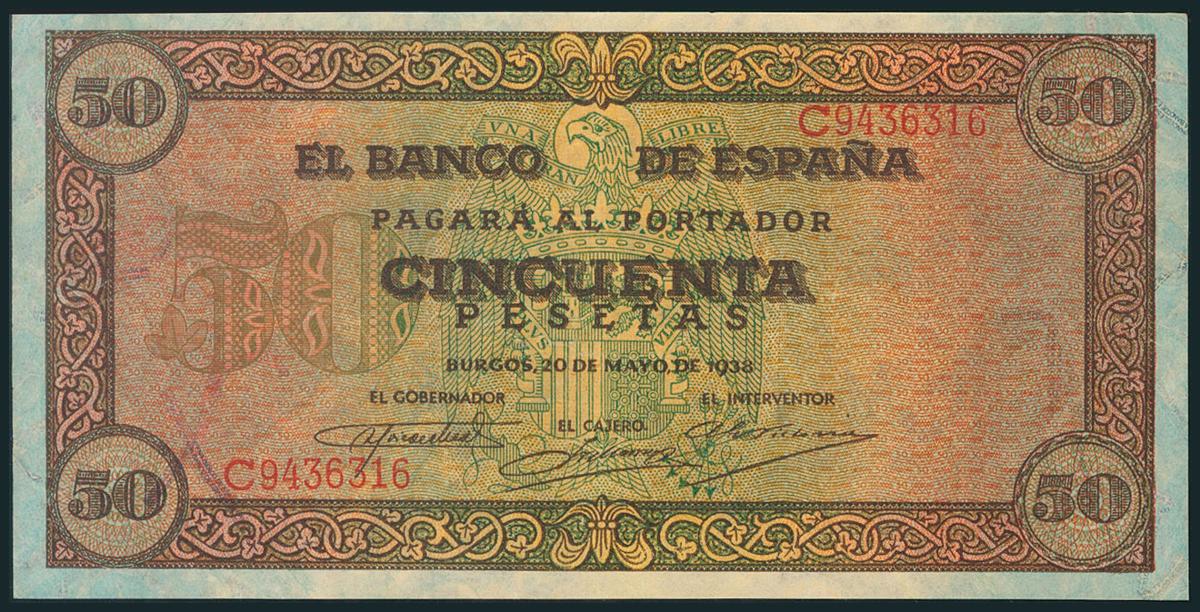 50
50
C9436316
VNA LIBRE
EL BANCO DE ESPAÑA
PAGARÁ AL PORTADOR
50
CINCUENTA
PESETAS
BURGOS, 20 DE MAYO, DE 1938
EL GOBERNADOR
EL INTERVENTOR
EL CAJERO.
C9436316
50
50